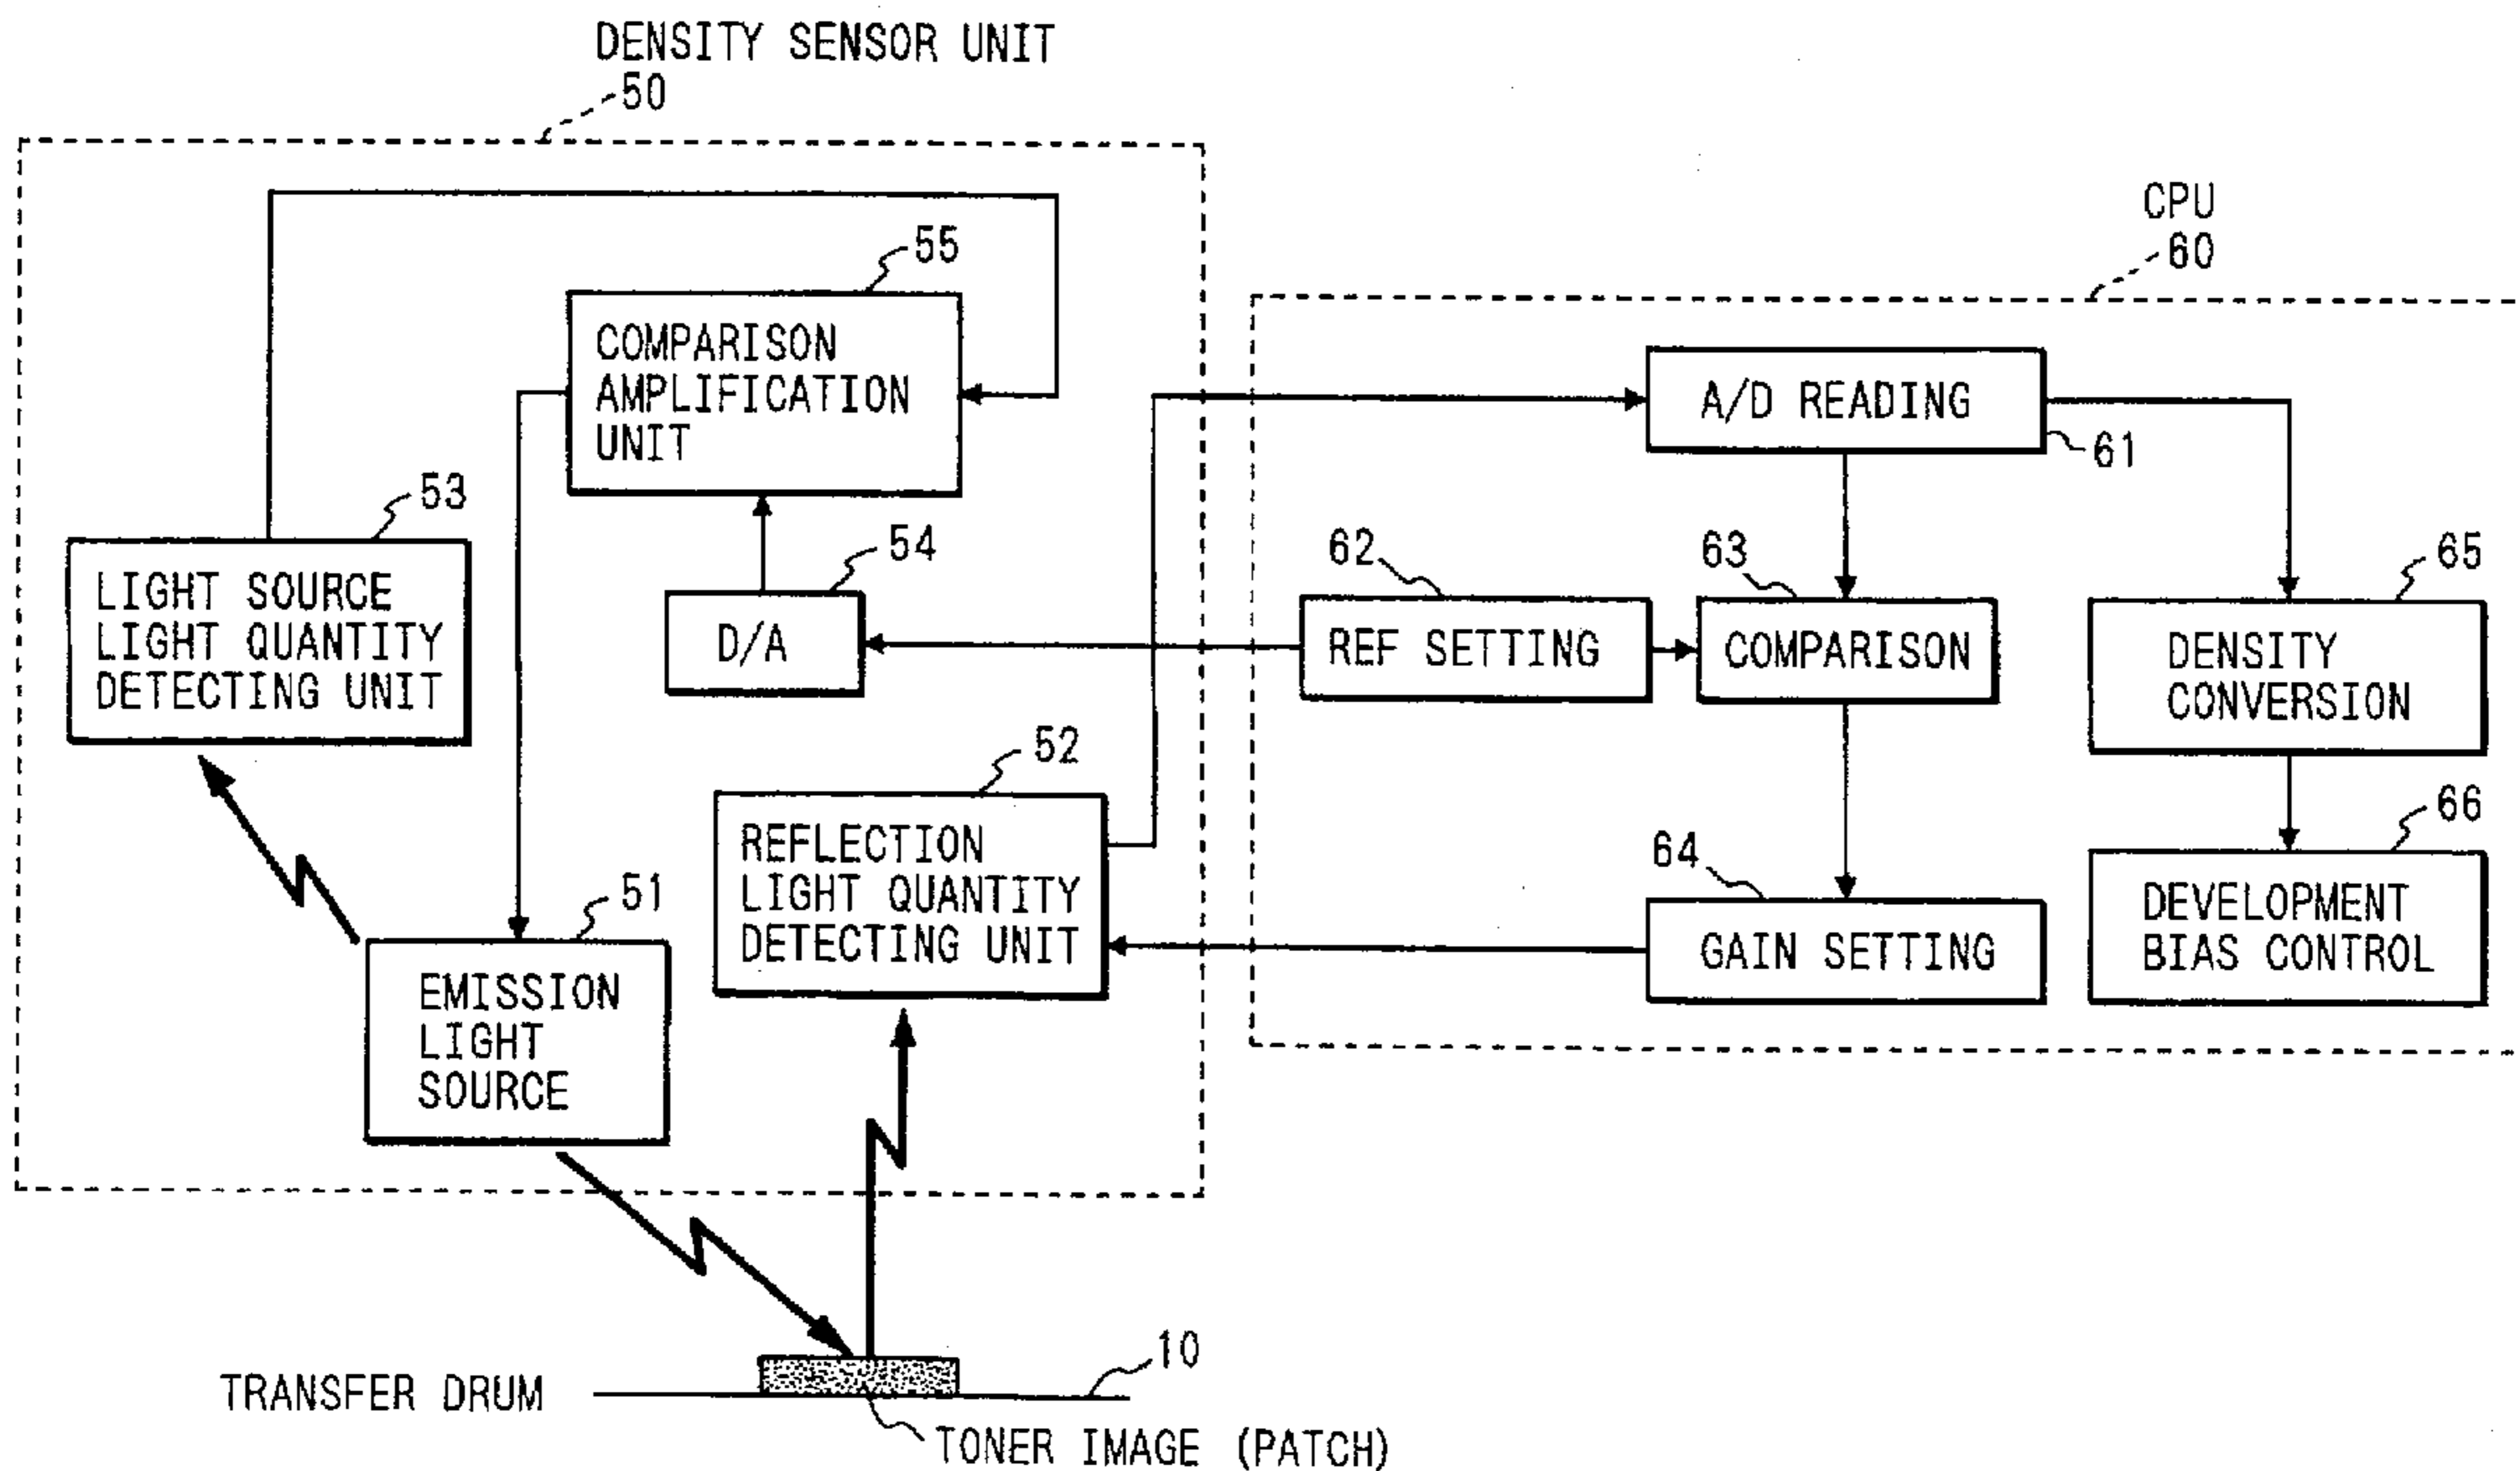 DENSITY SENSOR UNIT
50
CPU
60
55
COMPARISON
AMPLIFICATION
UNIT
A/D READING
61
53
LIGHT SOURCE
LIGHT QUANTITY
DETECTING UNIT
54
D/A
62
REF SETTING
63
COMPARISON
65
DENSITY
CONVERSION
52
REFLECTION
LIGHT QUANTITY
DETECTING UNIT
64
GAIN SETTING
66
DEVELOPMENT
BIAS CONTROL
51
EMISSION
LIGHT
SOURCE
10
TRANSFER DRUM
TONER IMAGE (PATCH)